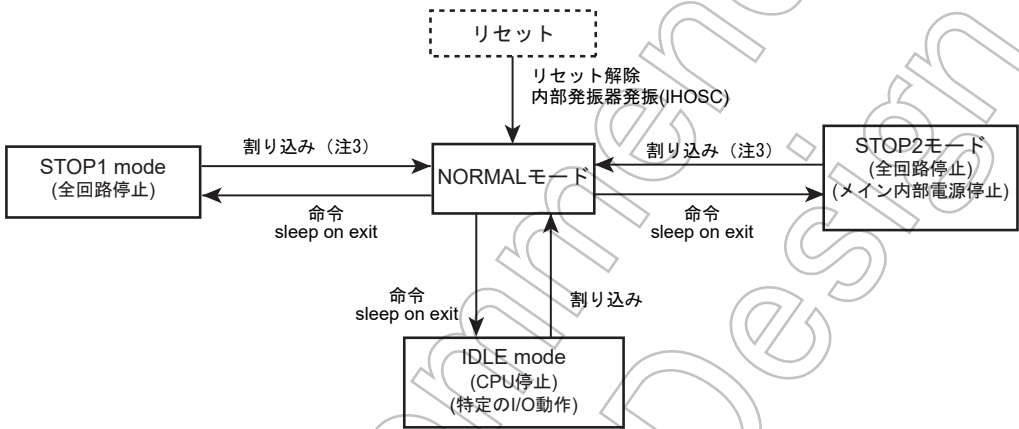 リセット
リセット解除
内部発振器発振(IHOSC)
STOP1 mode
(全回路停止)
割り込み（注3）
命令
sleep on exit
NORMALモード
割り込み（注3）
命令
sleep on exit
STOP2モード
(全回路停止)
(メイン内部電源停止)
命令
sleep on exit
割り込み
IDLE mode
(CPU停止)
(特定のI/O動作)
ommen
Design